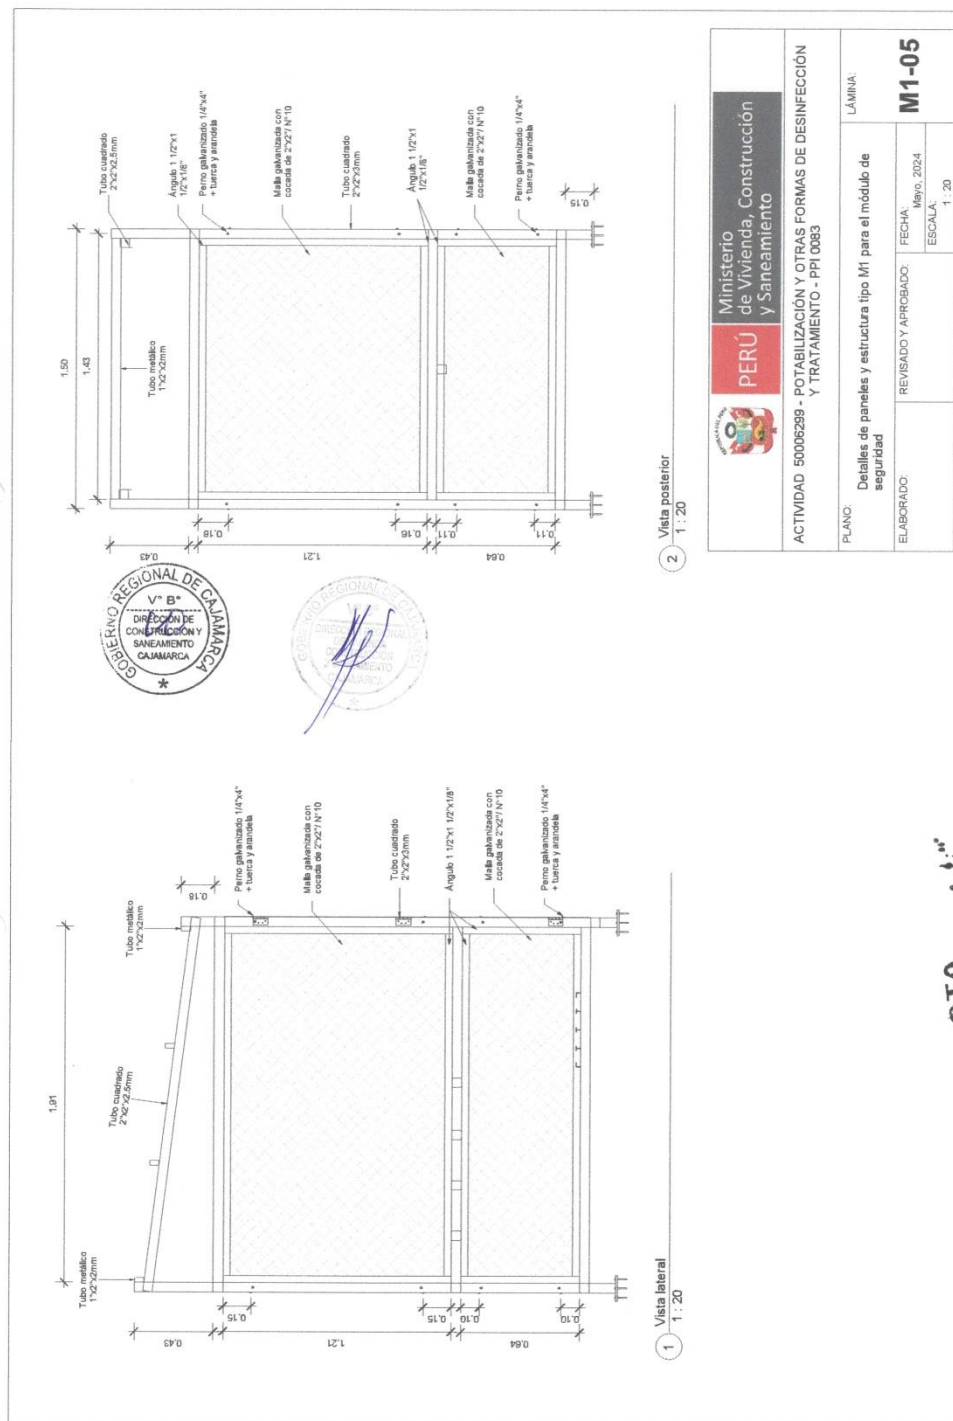 1.91
Tubo metálico
1"x2"x2mm
Tubo cuadrado
2"x2"x2.5mm
Tubo metálico
1"x2"x2mm
0.18
Perno galvanizado 1/4"x4"
+ tuerca y arandela
Malla galvanizada con
cocada de 2"x2"/ N°10
Tubo cuadrado
2"x2"x3mm
Ángulo 1 1/2"x1 1/2"x1/8"
Malla galvanizada con
cocada de 2"x2"/ N°10
Perno galvanizado 1/4"x4"
+ tuerca y arandela
0.43
1.21
0.64
0.15
0.15
0.10
0.10
1
Vista lateral
1 : 20
GOBIERNO REGIONAL DE CAJAMARCA
V° B°
DIRECCIÓN DE
CONSTRUCCIÓN Y
SANEAMIENTO
CAJAMARCA
GOBIERNO REGIONAL DE CAJAMARCA
1.50
1.43
Tubo metálico
1"x2"x2mm
Tubo cuadrado
2"x2"x2.5mm
Ángulo 1 1/2"x1
1/2"x1/8"
Perno galvanizado 1/4"x4"
+ tuerca y arandela
Malla galvanizada con
cocada de 2"x2"/ N°10
Tubo cuadrado
2"x2"x3mm
Ángulo 1 1/2"x1
1/2"x1/8"
Malla galvanizada con
cocada de 2"x2"/ N°10
Perno galvanizado 1/4"x4"
+ tuerca y arandela
0.15
0.43
1.21
0.64
0.16
0.16
0.11
0.11
2
Vista posterior
1 : 20
REPÚBLICA DEL PERÚ
PERÚ
Ministerio
de Vivienda, Construcción
y Saneamiento
ACTIVIDAD 50006299 - POTABILIZACIÓN Y OTRAS FORMAS DE DESINFECCIÓN
Y TRATAMIENTO - PPI 0083
PLANO:
Detalles de paneles y estructura tipo M1 para el módulo de
seguridad
LÁMINA:
M1-05
ELABORADO:
REVISADO Y APROBADO:
FECHA:
Mayo, 2024
ESCALA:
1 : 20